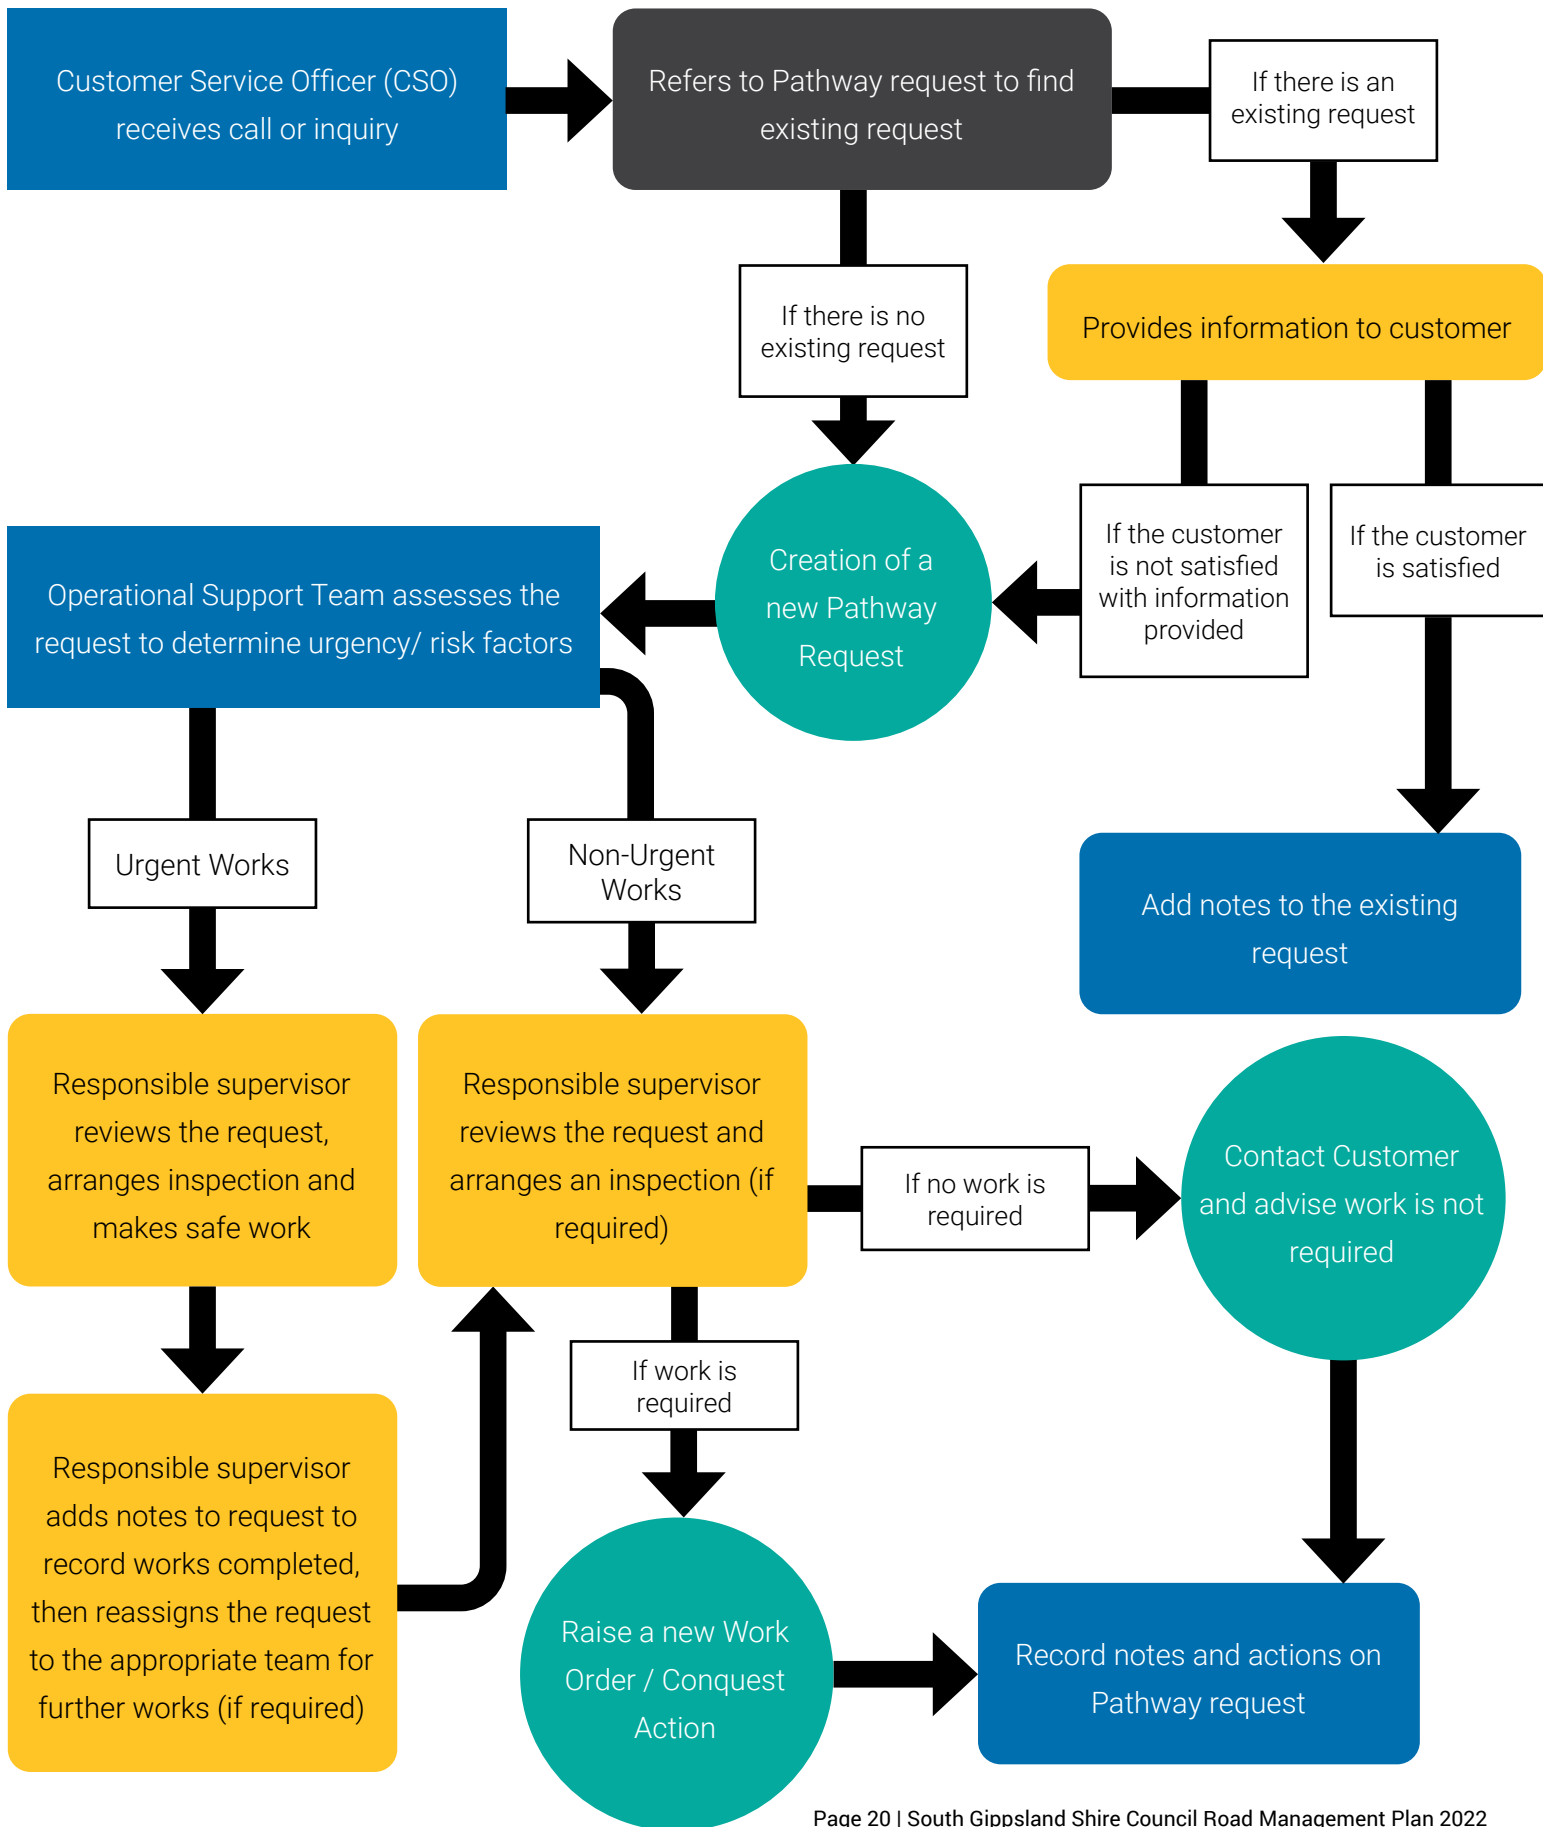 Customer Service Officer (CSO)
receives call or inquiry
Refers to Pathway request to find
existing request
If there is an
existing request
If there is no
existing request
Provides information to customer
If the customer
is not satisfied
with information
provided
If the customer
is satisfied
Creation of a
new Pathway
Request
Operational Support Team assesses the
request to determine urgency/ risk factors
Urgent Works
Non-Urgent
Works
Add notes to the existing
request
Responsible supervisor
reviews the request,
arranges inspection and
makes safe work
Responsible supervisor
reviews the request and
arranges an inspection (if
required)
If no work is
required
Contact Customer
and advise work is not
required
If work is
required
Responsible supervisor
adds notes to request to
record works completed,
then reassigns the request
to the appropriate team for
further works (if required)
Raise a new Work
Order / Conquest
Action
Record notes and actions on
Pathway request
Page 20 | South Gippsland Shire Council Road Management Plan 2022